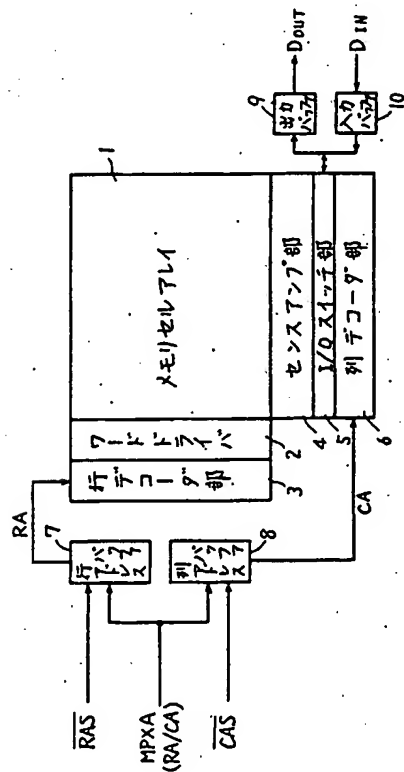 RAS
MPXA
(RA/CA)
CAS
7
行アドレスバッファ
8
列アドレスバッファ
RA
CA
行デコーダ部
3
ワードドライバ
2
メモリセルアレイ
1
センスアンプ部
4
I/Oスイッチ部
5
列デコーダ部
6
9
出力
バッファ
DOUT
入力
バッファ
10
DIN